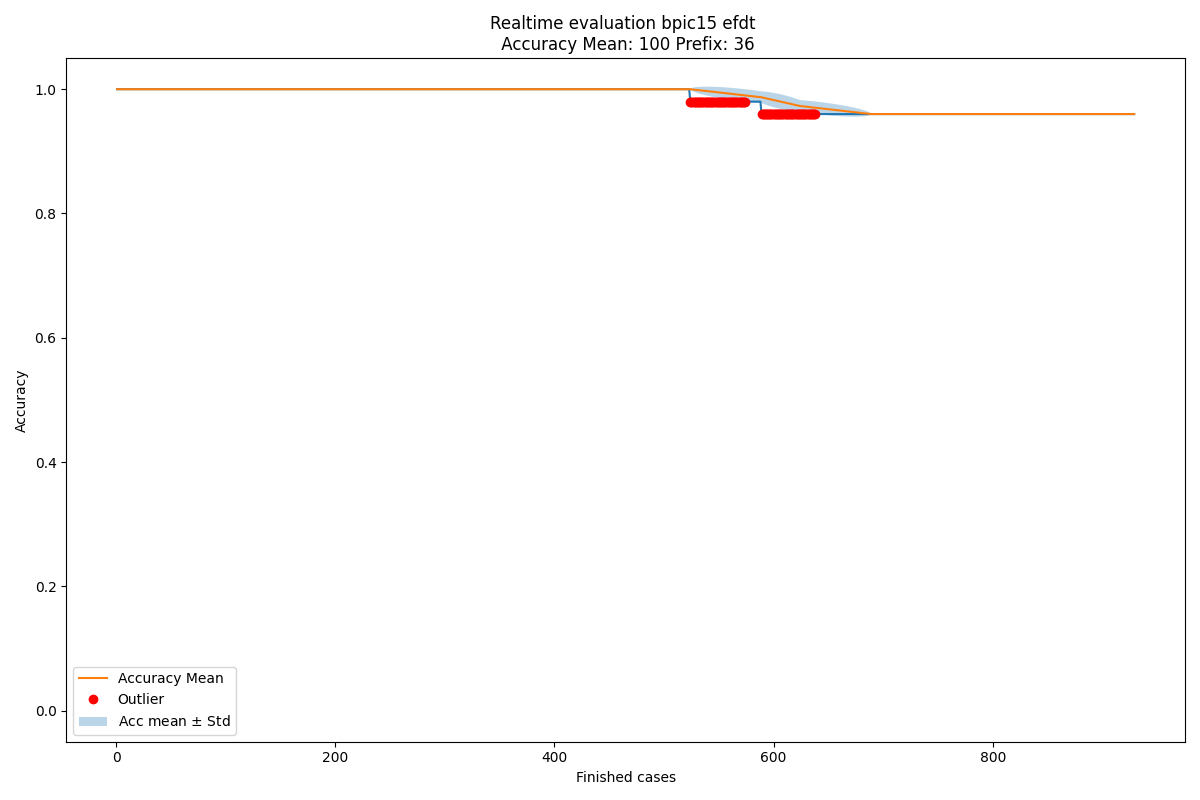 Realtime evaluation bpic15 efdt
Accuracy Mean: 100 Prefix: 36
1.0
0.8
0.6
0.4
0.2
0.0
Accuracy
Accuracy Mean
Outlier
Acc mean ± Std
0
200
400
600
800
Finished cases